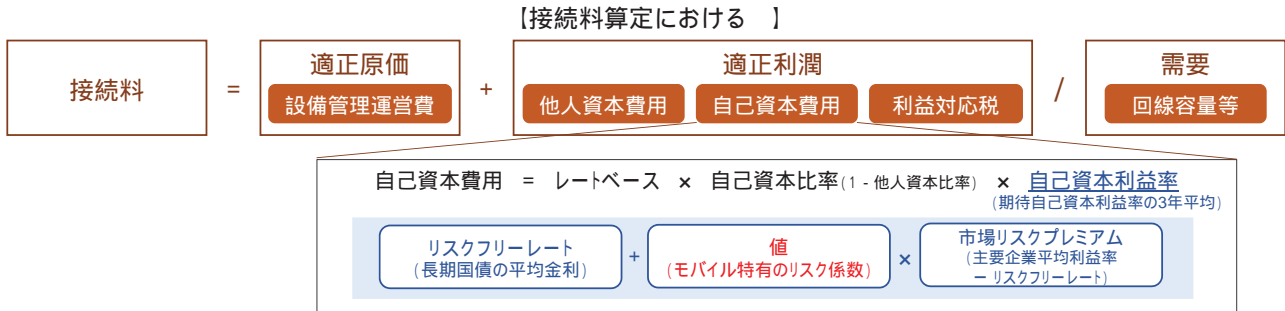 【接続料算定における　】
接続料 = 適正原価 + 適正利潤 / 需要
設備管理運営費 他人資本費用 自己資本費用 利益対応税 回線容量等
自己資本費用 = レートベース × 自己資本比率(1 - 他人資本比率) × 自己資本利益率
(期待自己資本利益率の3年平均)
リスクフリーレート
(長期国債の平均金利)
+
値
(モバイル特有のリスク係数)
×
市場リスクプレミアム
(主要企業平均利益率
ー リスクフリーレート)